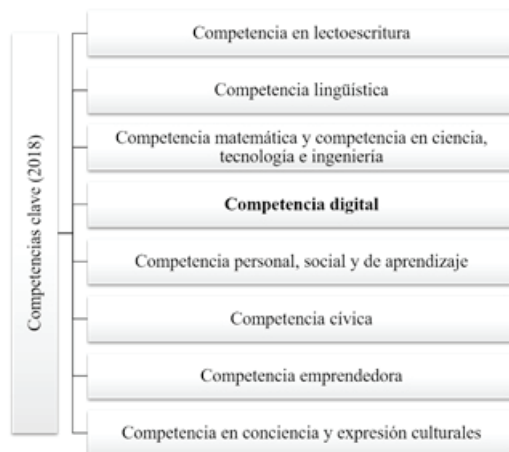 Competencias clave (2018)
Competencia en lectoescritura
Competencia lingüística
Competencia matemática y competencia en ciencia,
tecnología e ingeniería
Competencia digital
Competencia personal, social y de aprendizaje
Competencia cívica
Competencia emprendedora
Competencia en conciencia y expresión culturales